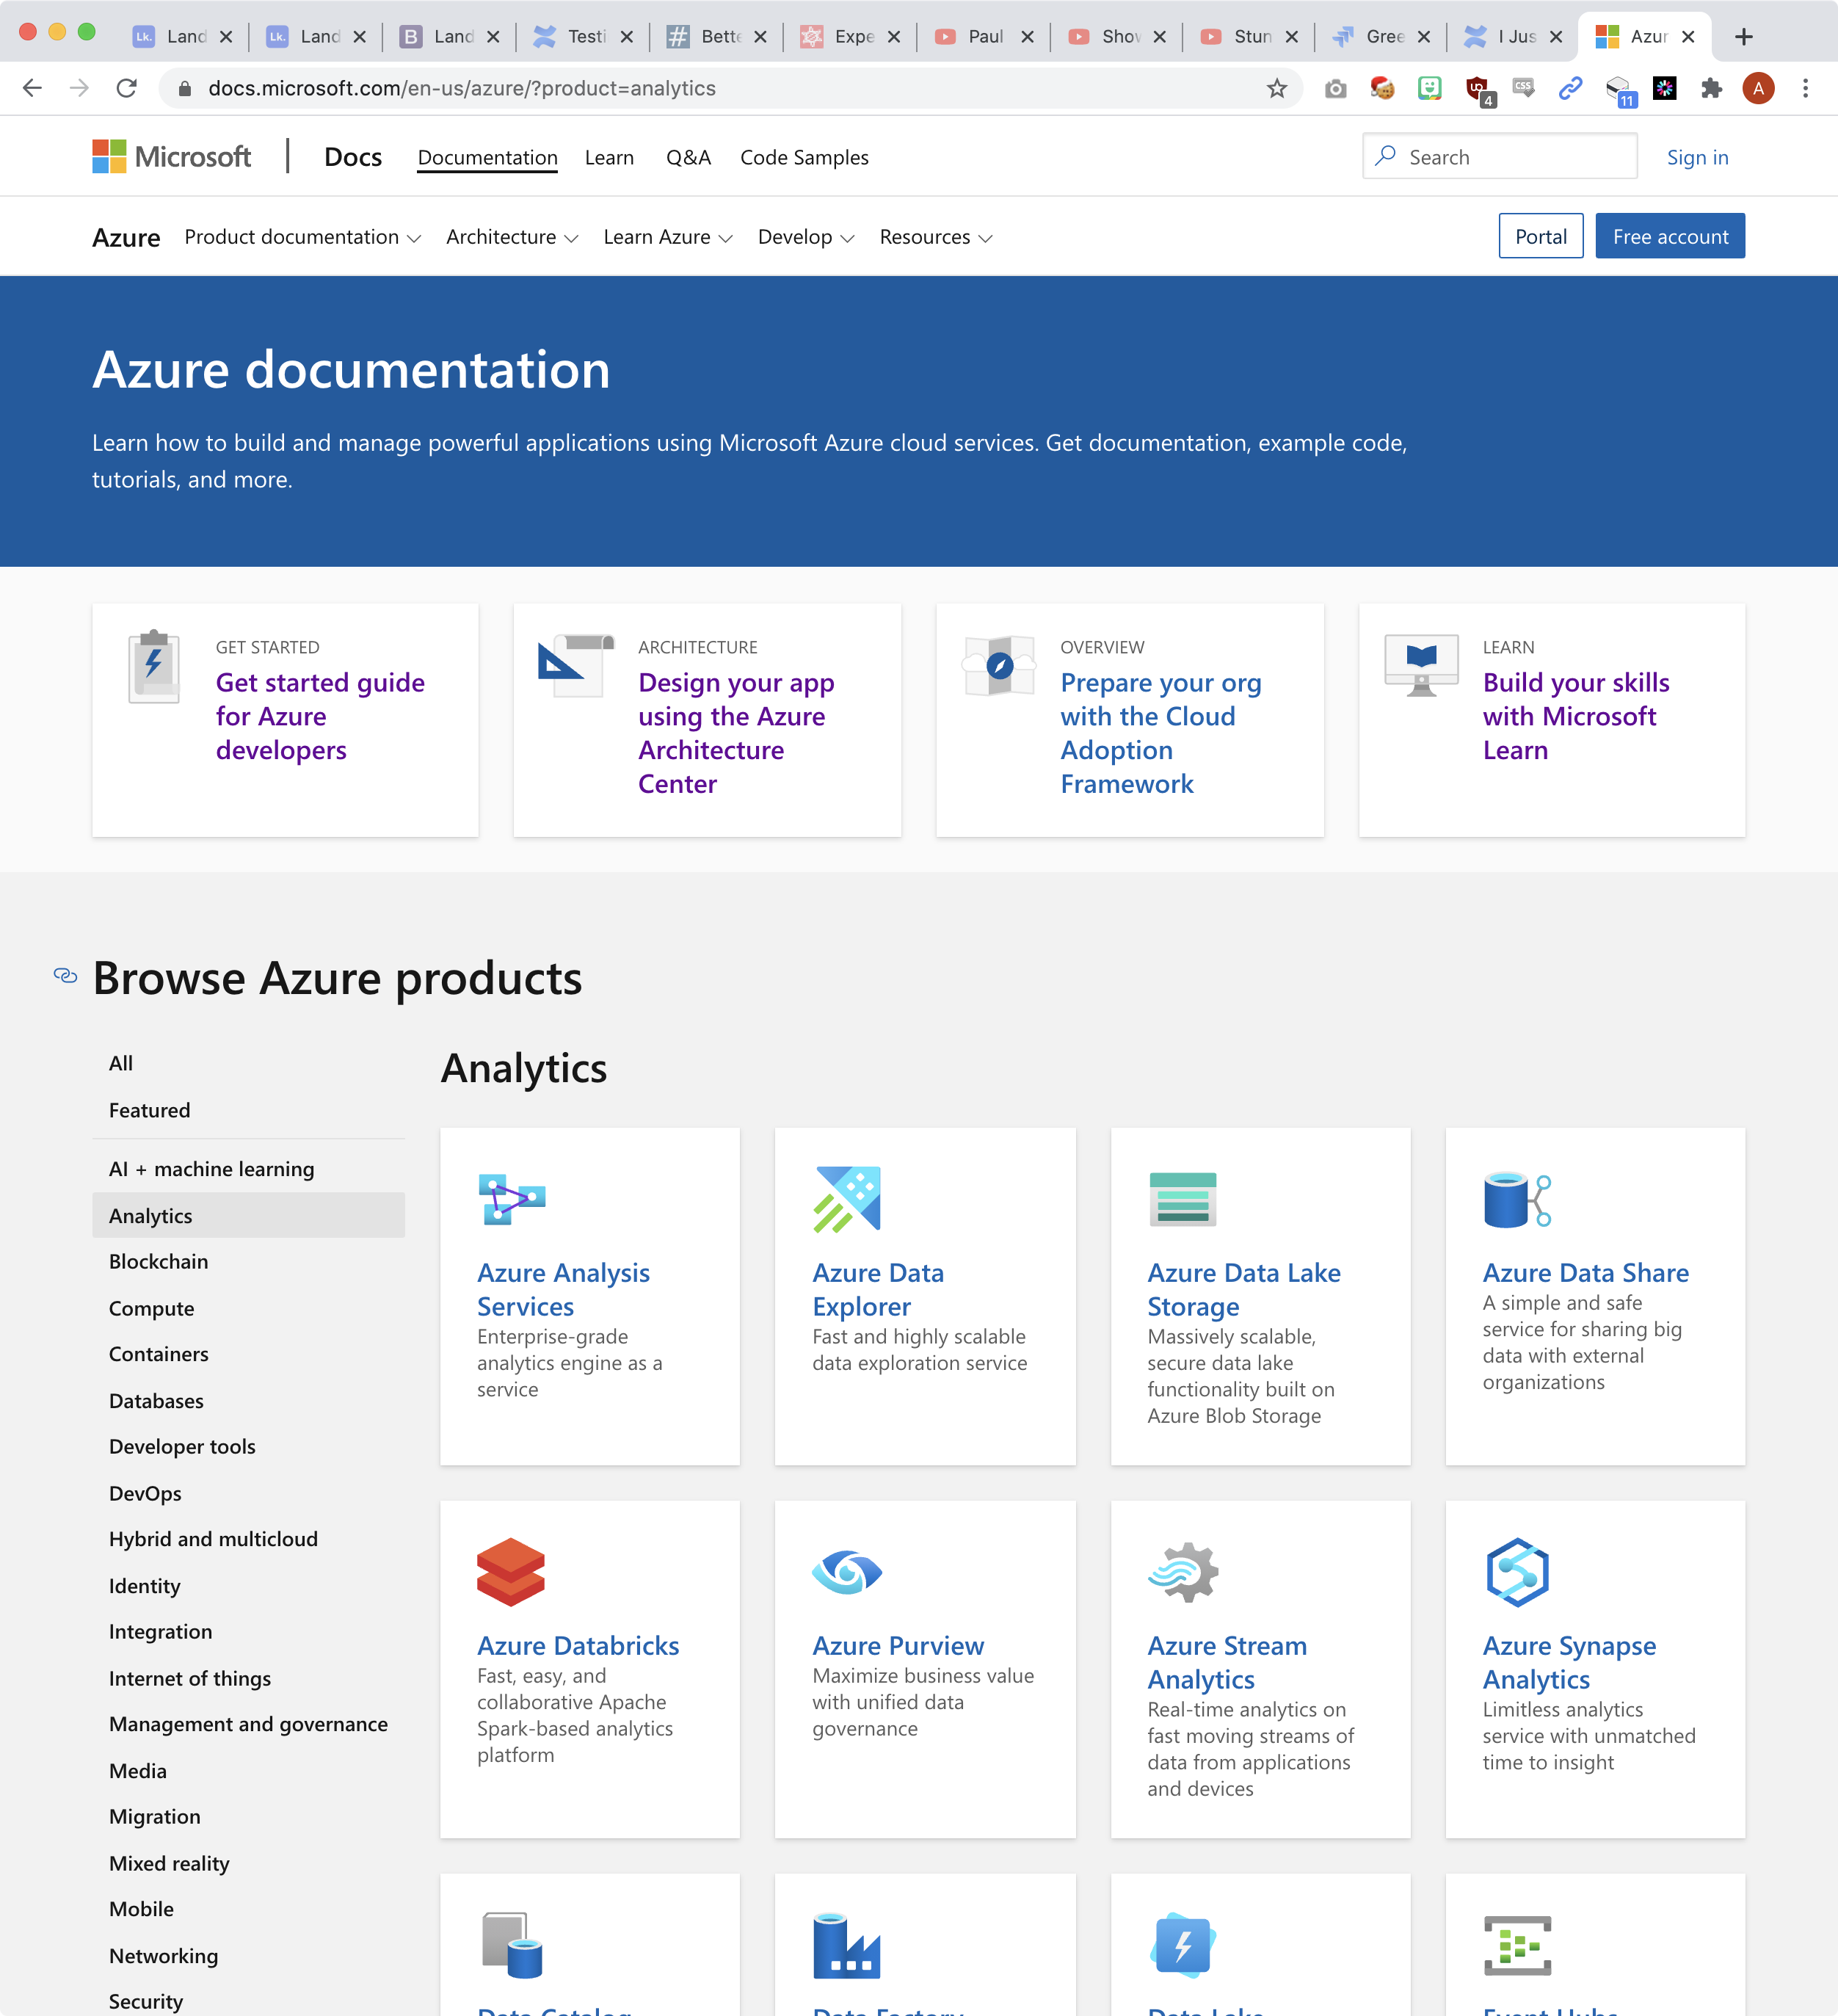 Land
Land
Land
Testi
Bette
Expe
Paul
Show
Stun
Gree
I Jus
Azur
docs.microsoft.com/en-us/azure/?product=analytics
4
11
A
Microsoft
Docs
Documentation
Learn
Q&A
Code Samples
Search
Sign in
Azure
Product documentation
Architecture
Learn Azure
Develop
Resources
Portal
Free account
Azure documentation
Learn how to build and manage powerful applications using Microsoft Azure cloud services. Get documentation, example code,
tutorials, and more.
GET STARTED
Get started guide
for Azure
developers
ARCHITECTURE
Design your app
using the Azure
Architecture
Center
OVERVIEW
Prepare your org
with the Cloud
Adoption
Framework
LEARN
Build your skills
with Microsoft
Learn
Browse Azure products
All
Featured
AI + machine learning
Analytics
Blockchain
Compute
Containers
Databases
Developer tools
DevOps
Hybrid and multicloud
Identity
Integration
Internet of things
Management and governance
Media
Migration
Mixed reality
Mobile
Networking
Security
Analytics
Azure Analysis
Services
Enterprise-grade
analytics engine as a
service
Azure Data
Explorer
Fast and highly scalable
data exploration service
Azure Data Lake
Storage
Massively scalable,
secure data lake
functionality built on
Azure Blob Storage
Azure Data Share
A simple and safe
service for sharing big
data with external
organizations
Azure Databricks
Fast, easy, and
collaborative Apache
Spark-based analytics
platform
Azure Purview
Maximize business value
with unified data
governance
Azure Stream
Analytics
Real-time analytics on
fast moving streams of
data from applications
and devices
Azure Synapse
Analytics
Limitless analytics
service with unmatched
time to insight
Data Catalog
Data Factory
Data Lake
Event Hubs